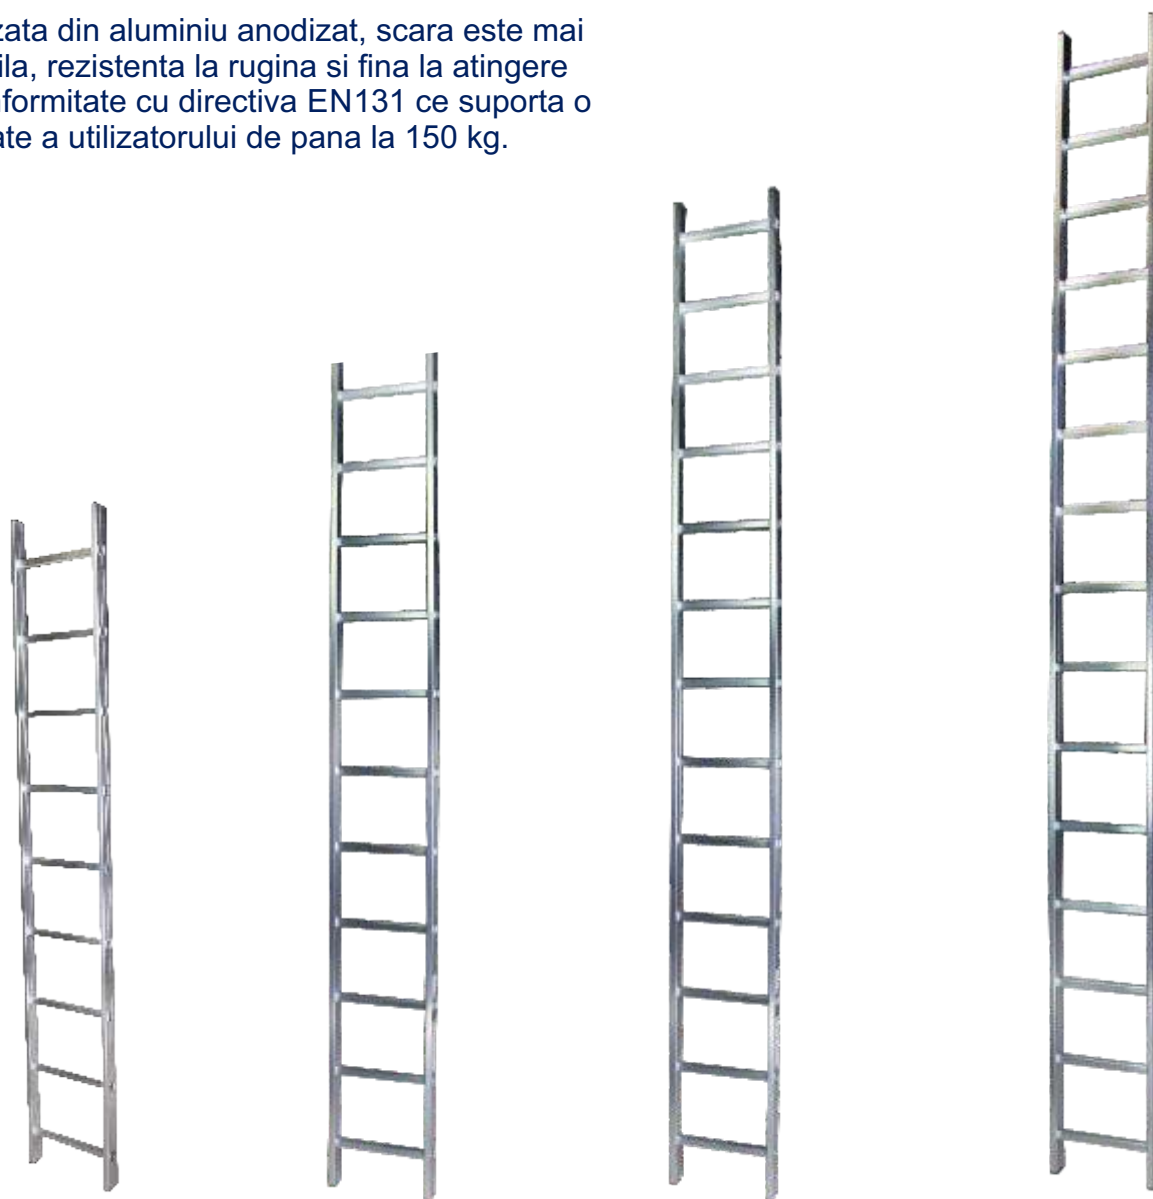 zata din aluminiu anodizat, scara este mai
ila, rezistenta la rugina si fina la atingere
nformitate cu directiva EN131 ce suporta o
ate a utilizatorului de pana la 150 kg.